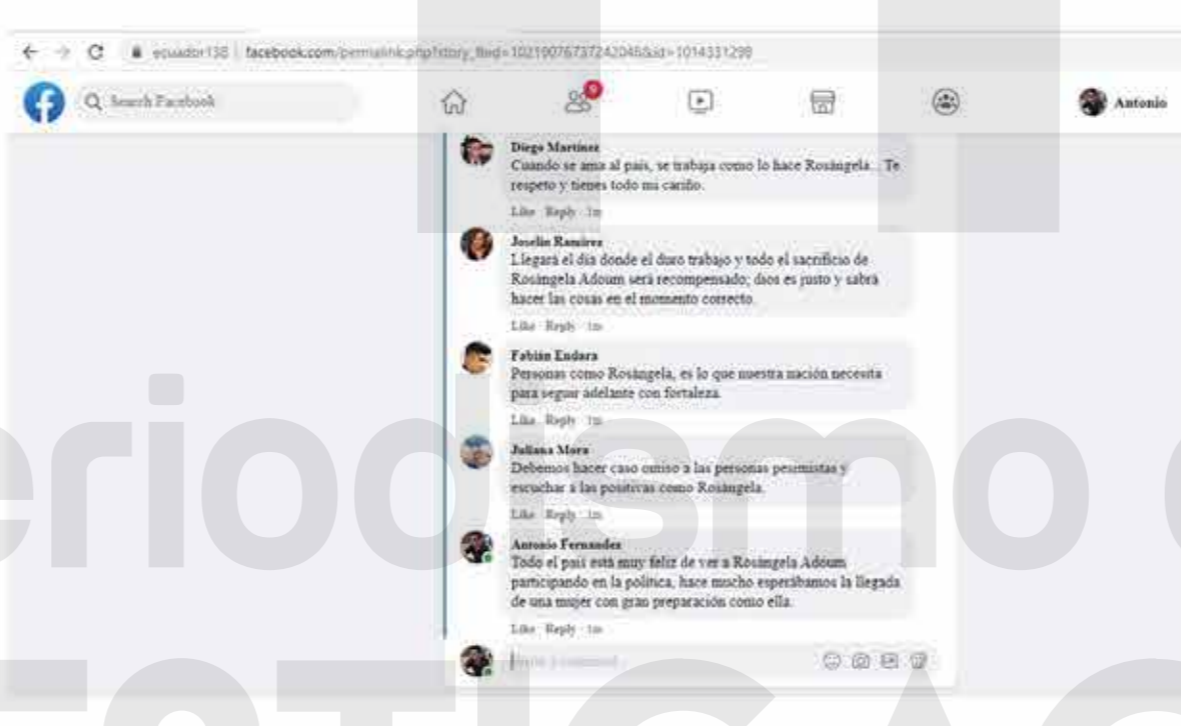 ecuador138 facebook.com/permalink.php?story_fbid=10219076737242046&id=1014331299
Search Facebook
9
Antonio
Diego Martínez
Cuando se ama al país, se trabaja como lo hace Rosángela... Te
respeto y tienes todo mi cariño.
Like · Reply · 1m
Joselin Ramírez
Llegará el día donde el duro trabajo y todo el sacrificio de
Rosángela Adoum será recompensado; dios es justo y sabrá
hacer las cosas en el momento correcto.
Like · Reply · 1m
Fabián Endara
Personas como Rosángela, es lo que nuestra nación necesita
para seguir adelante con fortaleza.
Like · Reply · 1m
Juliana Mora
Debemos hacer caso omiso a las personas pesimistas y
escuchar a las positivas como Rosángela.
Like · Reply · 1m
Antonio Fernandez
Todo el país está muy feliz de ver a Rosángela Adoum
participando en la política, hace mucho esperábamos la llegada
de una mujer con gran preparación como ella.
Like · Reply · 1m
Write a comment...
eriodismo